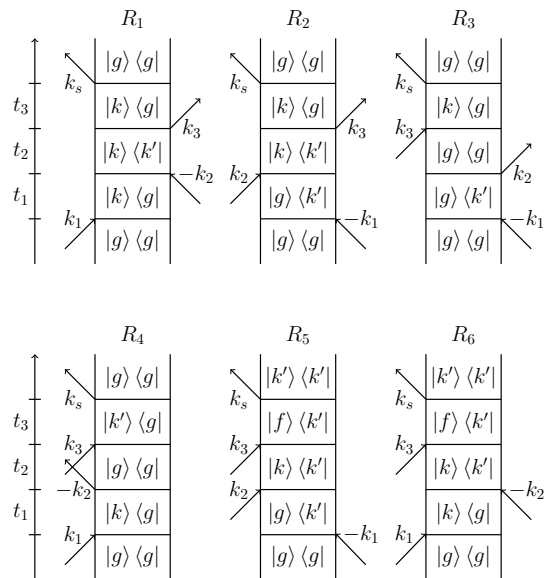 R₁ R₂ R₃
|g⟩ ⟨g| |g⟩ ⟨g| |g⟩ ⟨g|
kₛ kₛ kₛ
t₃ |k⟩ ⟨g| |k⟩ ⟨g| |k⟩ ⟨g|
k₃ k₃ k₃
t₂ |k⟩ ⟨k′| |k⟩ ⟨k′| |g⟩ ⟨g|
−k₂ k₂ k₂
t₁ |k⟩ ⟨g| |g⟩ ⟨k′| |g⟩ ⟨k′|
k₁ −k₁ −k₁
|g⟩ ⟨g| |g⟩ ⟨g| |g⟩ ⟨g|
R₄ R₅ R₆
|g⟩ ⟨g| |k′⟩ ⟨k′| |k′⟩ ⟨k′|
kₛ kₛ kₛ
t₃ |k′⟩ ⟨g| |f⟩ ⟨k′| |f⟩ ⟨k′|
k₃ k₃ k₃
t₂ |g⟩ ⟨g| |k⟩ ⟨k′| |k⟩ ⟨k′|
−k₂ k₂ −k₂
t₁ |k⟩ ⟨g| |g⟩ ⟨k′| |k⟩ ⟨g|
k₁ −k₁ k₁
|g⟩ ⟨g| |g⟩ ⟨g| |g⟩ ⟨g|